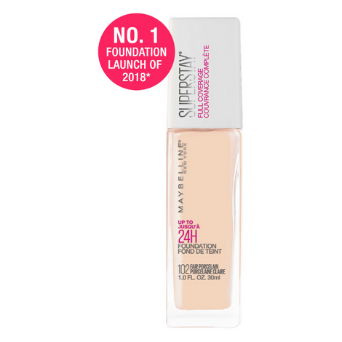 NO. 1
FOUNDATION
LAUNCH OF
2018*
SUPERSTAY®
FULL COVERAGE
COUVRANCE COMPLÈTE
MAYBELLINE
NEW YORK
UP TO
JUSQU'À
24H
FOUNDATION
FOND DE TEINT
102 FAIR PORCELAIN
PORCELAINE CLAIRE
1.0 FL. OZ. 30ml